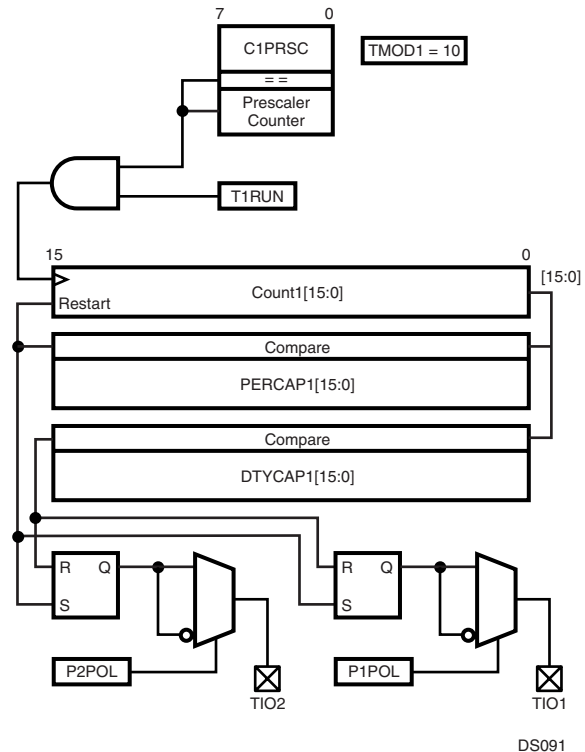 7 0
C1PRSC
TMOD1 = 10
= =
Prescaler
Counter
T1RUN
15 0
[15:0]
Count1[15:0]
Restart
Compare
PERCAP1[15:0]
Compare
DTYCAP1[15:0]
R Q R Q
S S
P2POL P1POL
TIO2 TIO1
DS091